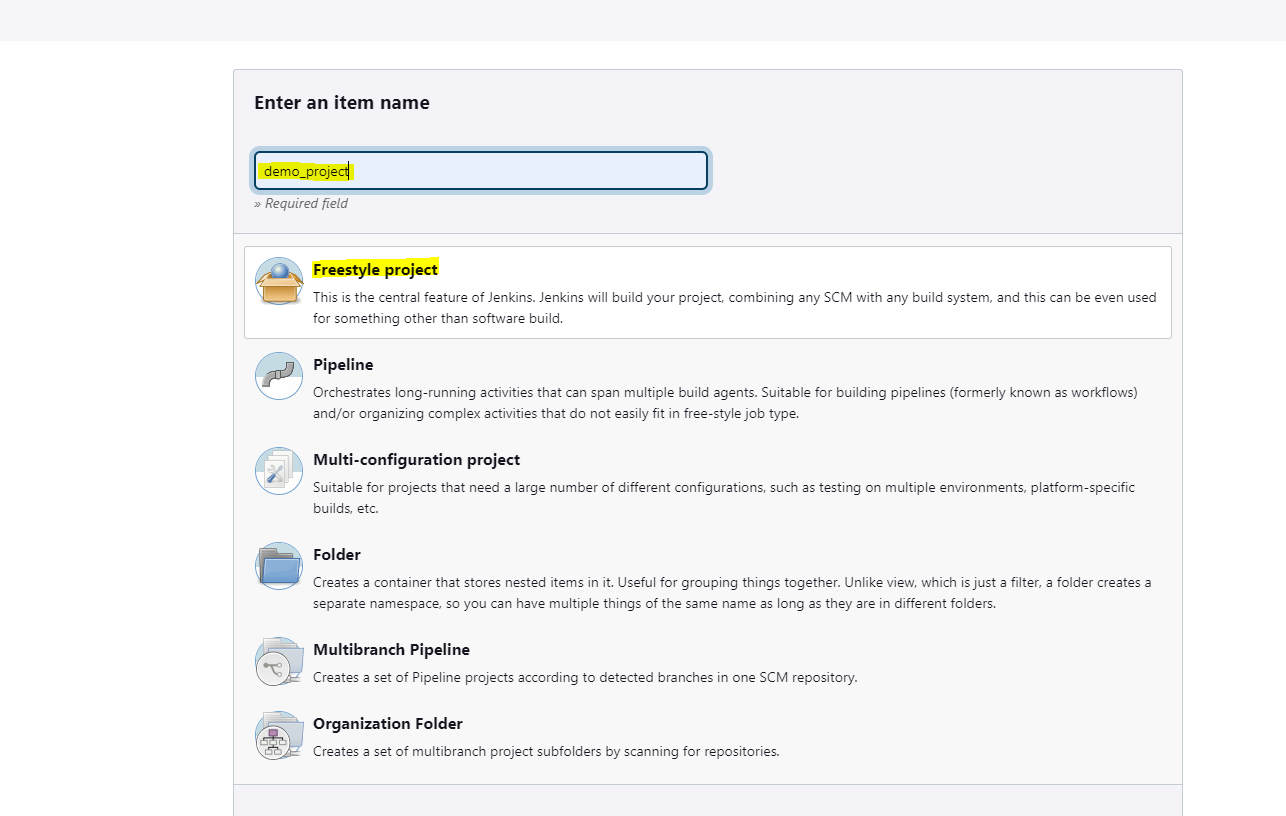 Enter an item name
demo_project
» Required field
Freestyle project
This is the central feature of Jenkins. Jenkins will build your project, combining any SCM with any build system, and this can be even used
for something other than software build.
Pipeline
Orchestrates long-running activities that can span multiple build agents. Suitable for building pipelines (formerly known as workflows)
and/or organizing complex activities that do not easily fit in free-style job type.
Multi-configuration project
Suitable for projects that need a large number of different configurations, such as testing on multiple environments, platform-specific
builds, etc.
Folder
Creates a container that stores nested items in it. Useful for grouping things together. Unlike view, which is just a filter, a folder creates a
separate namespace, so you can have multiple things of the same name as long as they are in different folders.
Multibranch Pipeline
Creates a set of Pipeline projects according to detected branches in one SCM repository.
Organization Folder
Creates a set of multibranch project subfolders by scanning for repositories.